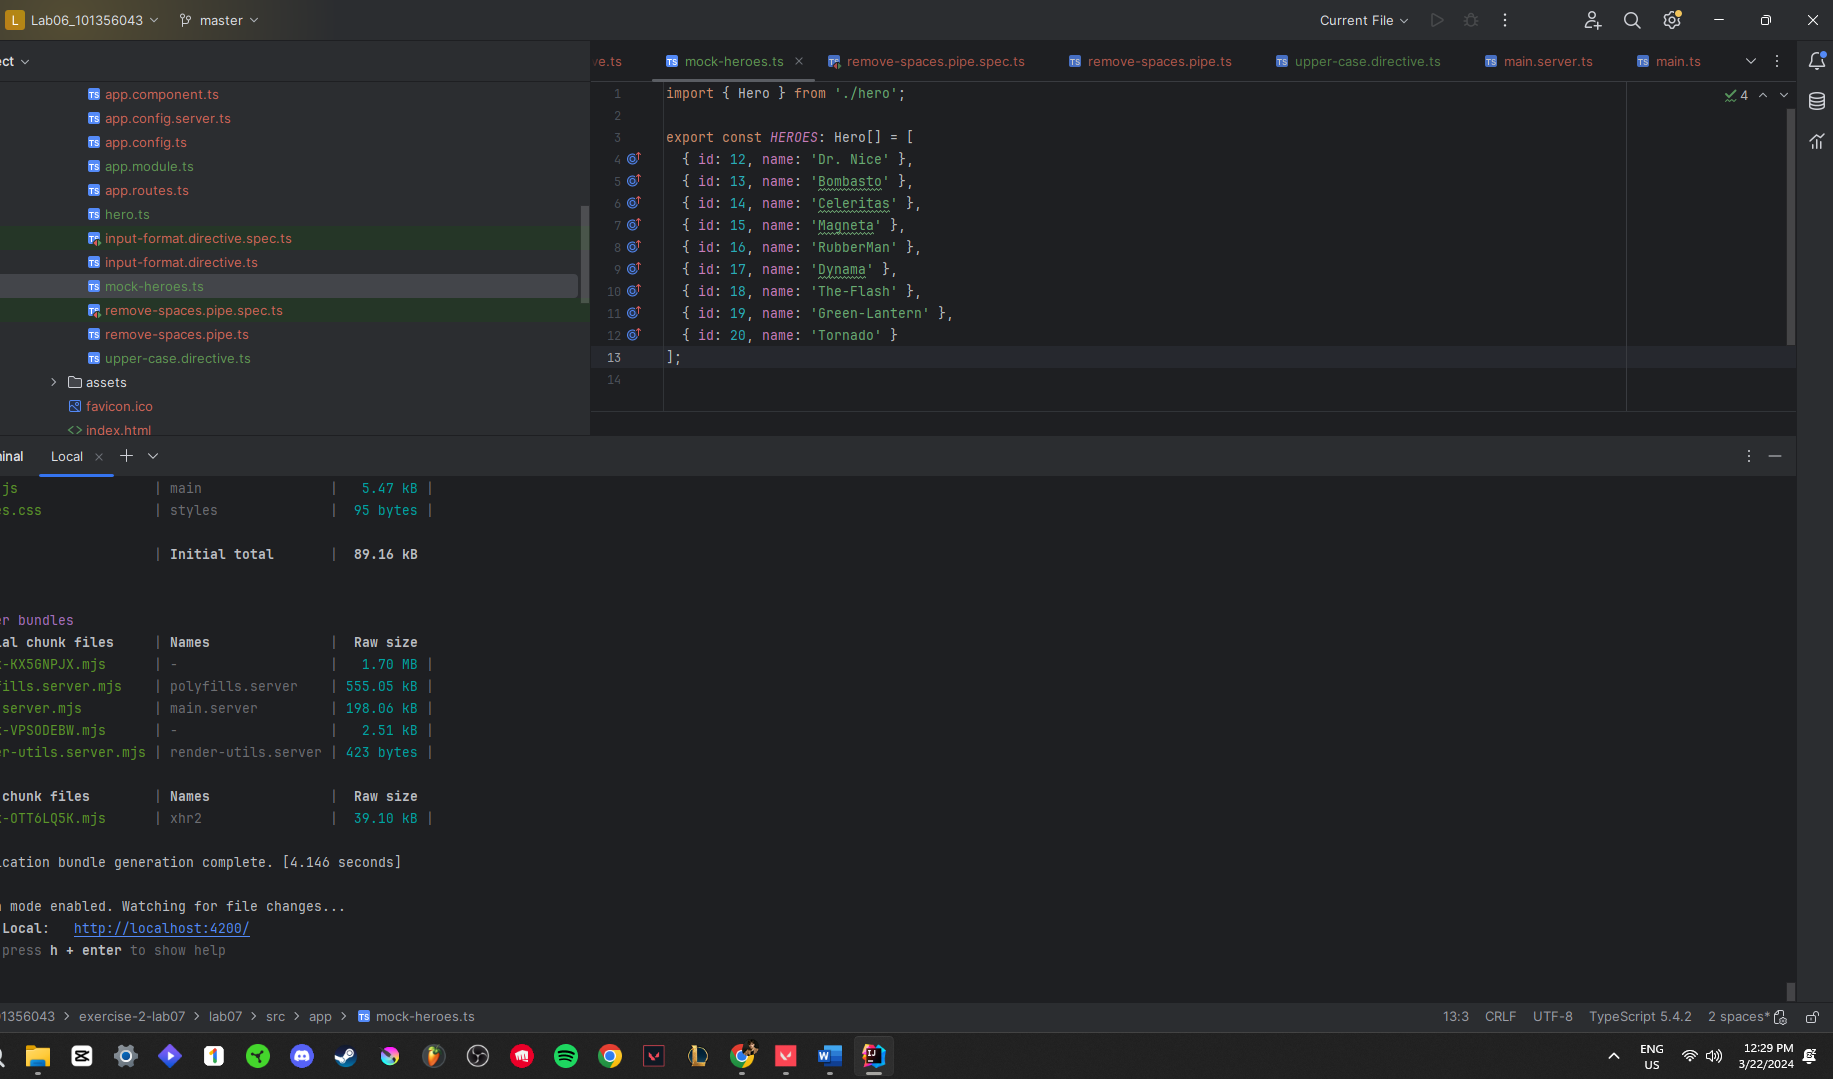 L Lab06_101356043 master Current File
ect
app.component.ts
app.config.server.ts
app.config.ts
app.module.ts
app.routes.ts
hero.ts
input-format.directive.spec.ts
input-format.directive.ts
mock-heroes.ts
remove-spaces.pipe.spec.ts
remove-spaces.pipe.ts
upper-case.directive.ts
assets
favicon.ico
index.html
ve.ts mock-heroes.ts remove-spaces.pipe.spec.ts remove-spaces.pipe.ts upper-case.directive.ts main.server.ts main.ts
4
1 import { Hero } from './hero';
2
3 export const HEROES: Hero[] = [
4 { id: 12, name: 'Dr. Nice' },
5 { id: 13, name: 'Bombasto' },
6 { id: 14, name: 'Celeritas' },
7 { id: 15, name: 'Magneta' },
8 { id: 16, name: 'RubberMan' },
9 { id: 17, name: 'Dynama' },
10 { id: 18, name: 'The-Flash' },
11 { id: 19, name: 'Green-Lantern' },
12 { id: 20, name: 'Tornado' }
13 ];
14
minal Local
js | main | 5.47 kB |
es.css | styles | 95 bytes |
| Initial total | 89.16 kB
er bundles
al chunk files | Names | Raw size
-KX5GNPJX.mjs | - | 1.70 MB |
fills.server.mjs | polyfills.server | 555.05 kB |
server.mjs | main.server | 198.06 kB |
-VPSODEBW.mjs | - | 2.51 kB |
er-utils.server.mjs | render-utils.server | 423 bytes |
chunk files | Names | Raw size
-OTT6LQ5K.mjs | xhr2 | 39.10 kB |
cation bundle generation complete. [4.146 seconds]
mode enabled. Watching for file changes...
Local: http://localhost:4200/
press h + enter to show help
01356043 > exercise-2-lab07 > lab07 > src > app > mock-heroes.ts 13:3 CRLF UTF-8 TypeScript 5.4.2 2 spaces*
ENG
US
12:29 PM
3/22/2024